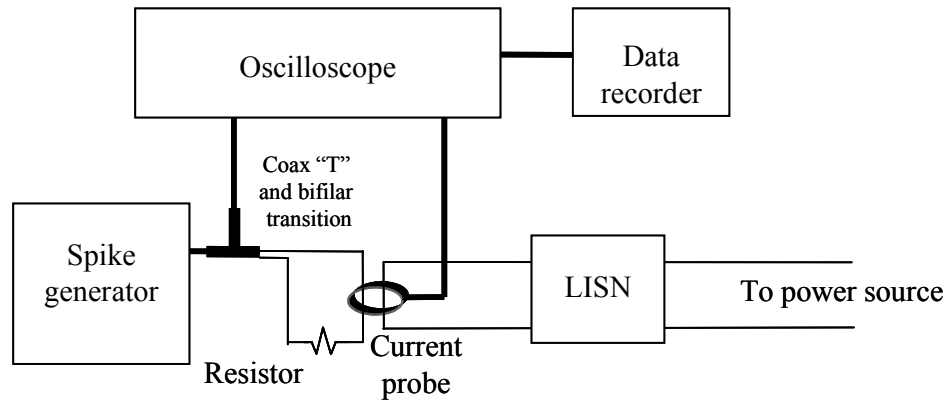 Oscilloscope
Data
recorder
Coax “T”
and bifilar
transition
Spike
generator
LISN
To power source
Resistor
Current
probe